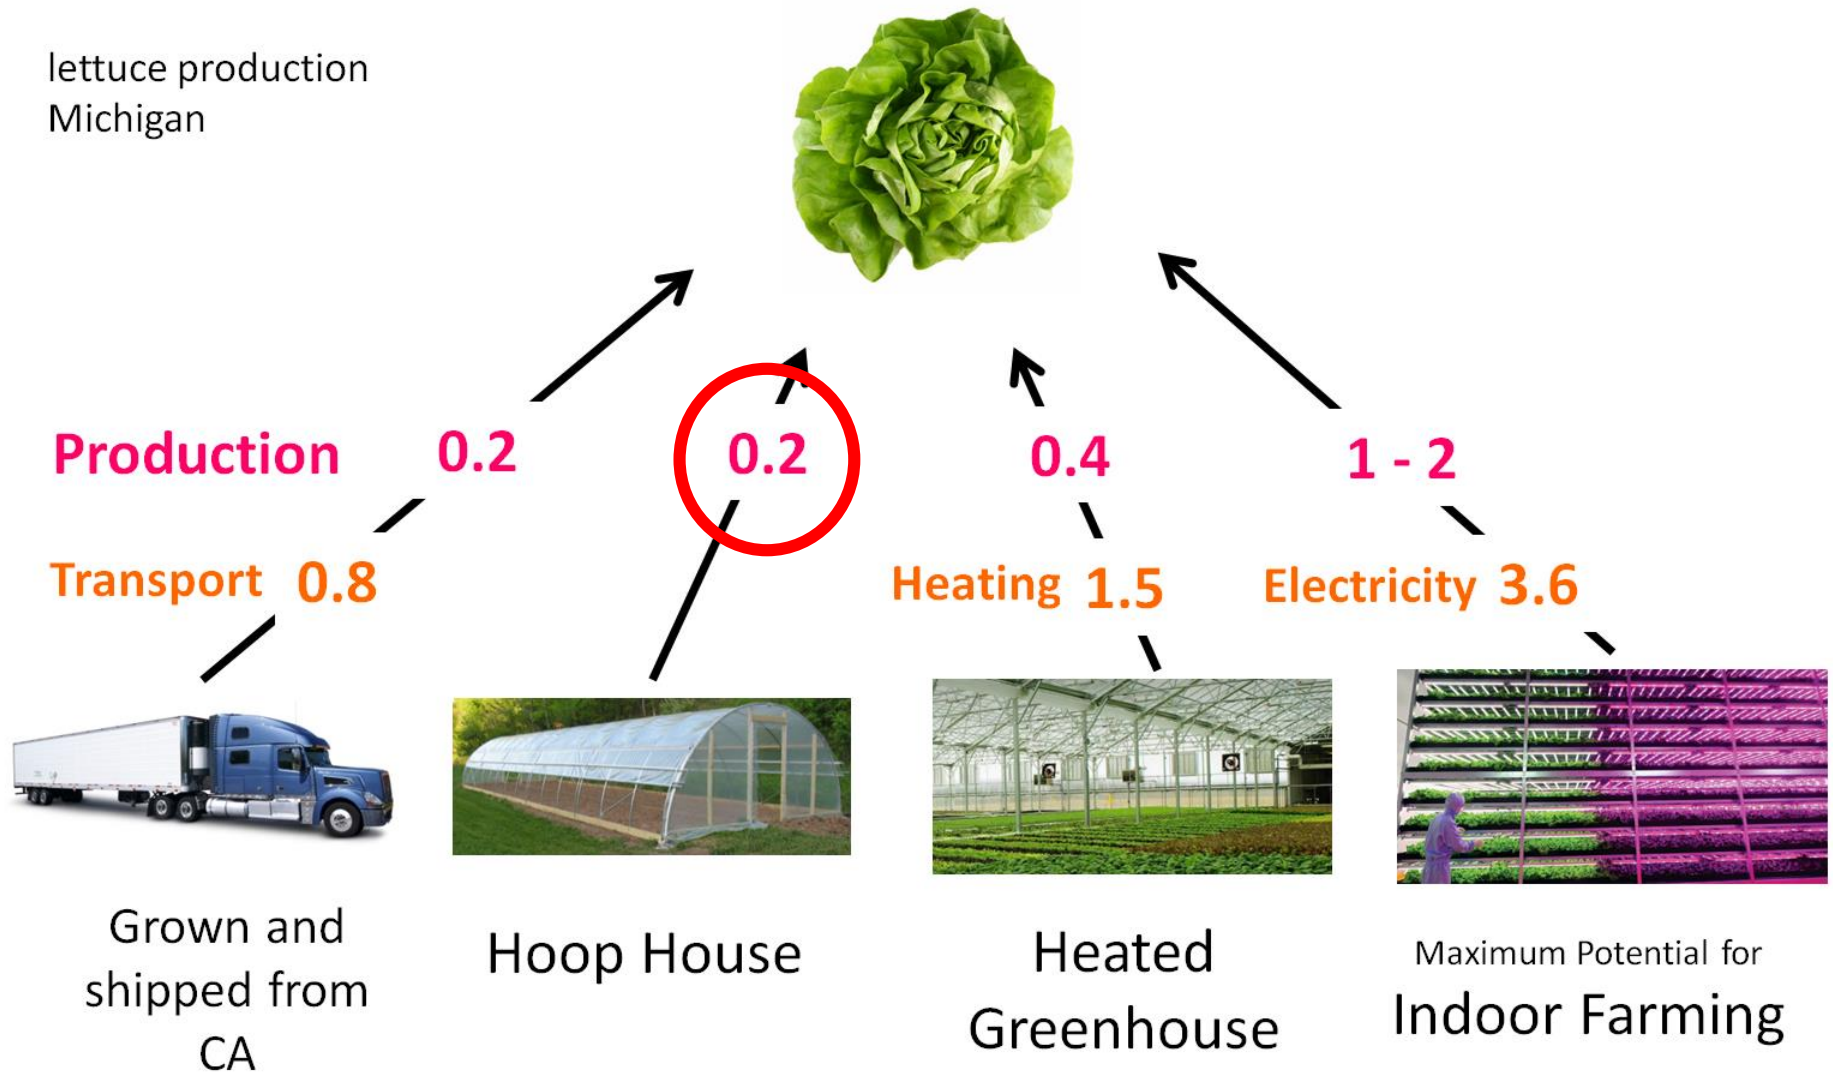 lettuce production
Michigan
Production 0.2 0.2 0.4 1 - 2
Transport 0.8 Heating 1.5 Electricity 3.6
Grown and
shipped from
CA
Hoop House
Heated
Greenhouse
Maximum Potential for
Indoor Farming